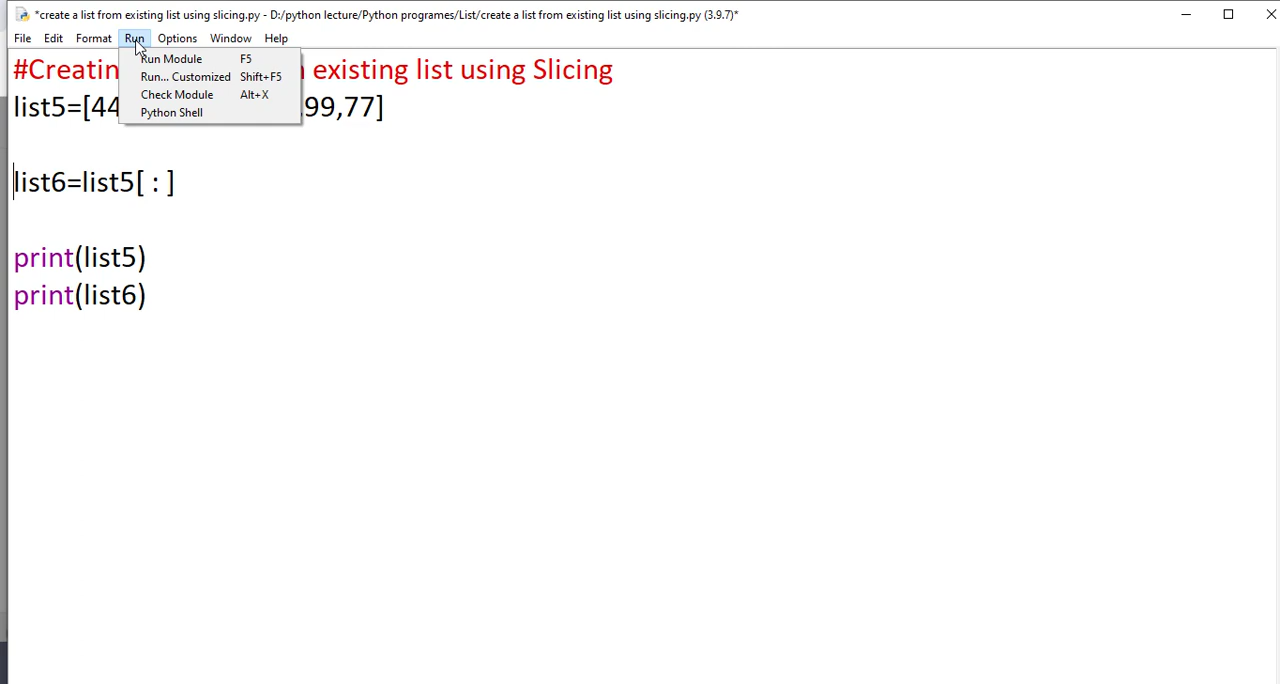 *create a list from existing list using slicing.py - D:/python lecture/Python programes/List/create a list from existing list using slicing.py (3.9.7)*
File Edit Format Run Options Window Help
Run Module F5
Run... Customized Shift+F5
Check Module Alt+X
Python Shell
#Creatin existing list using Slicing
list5=[44 99,77]
list6=list5[ : ]
print(list5)
print(list6)